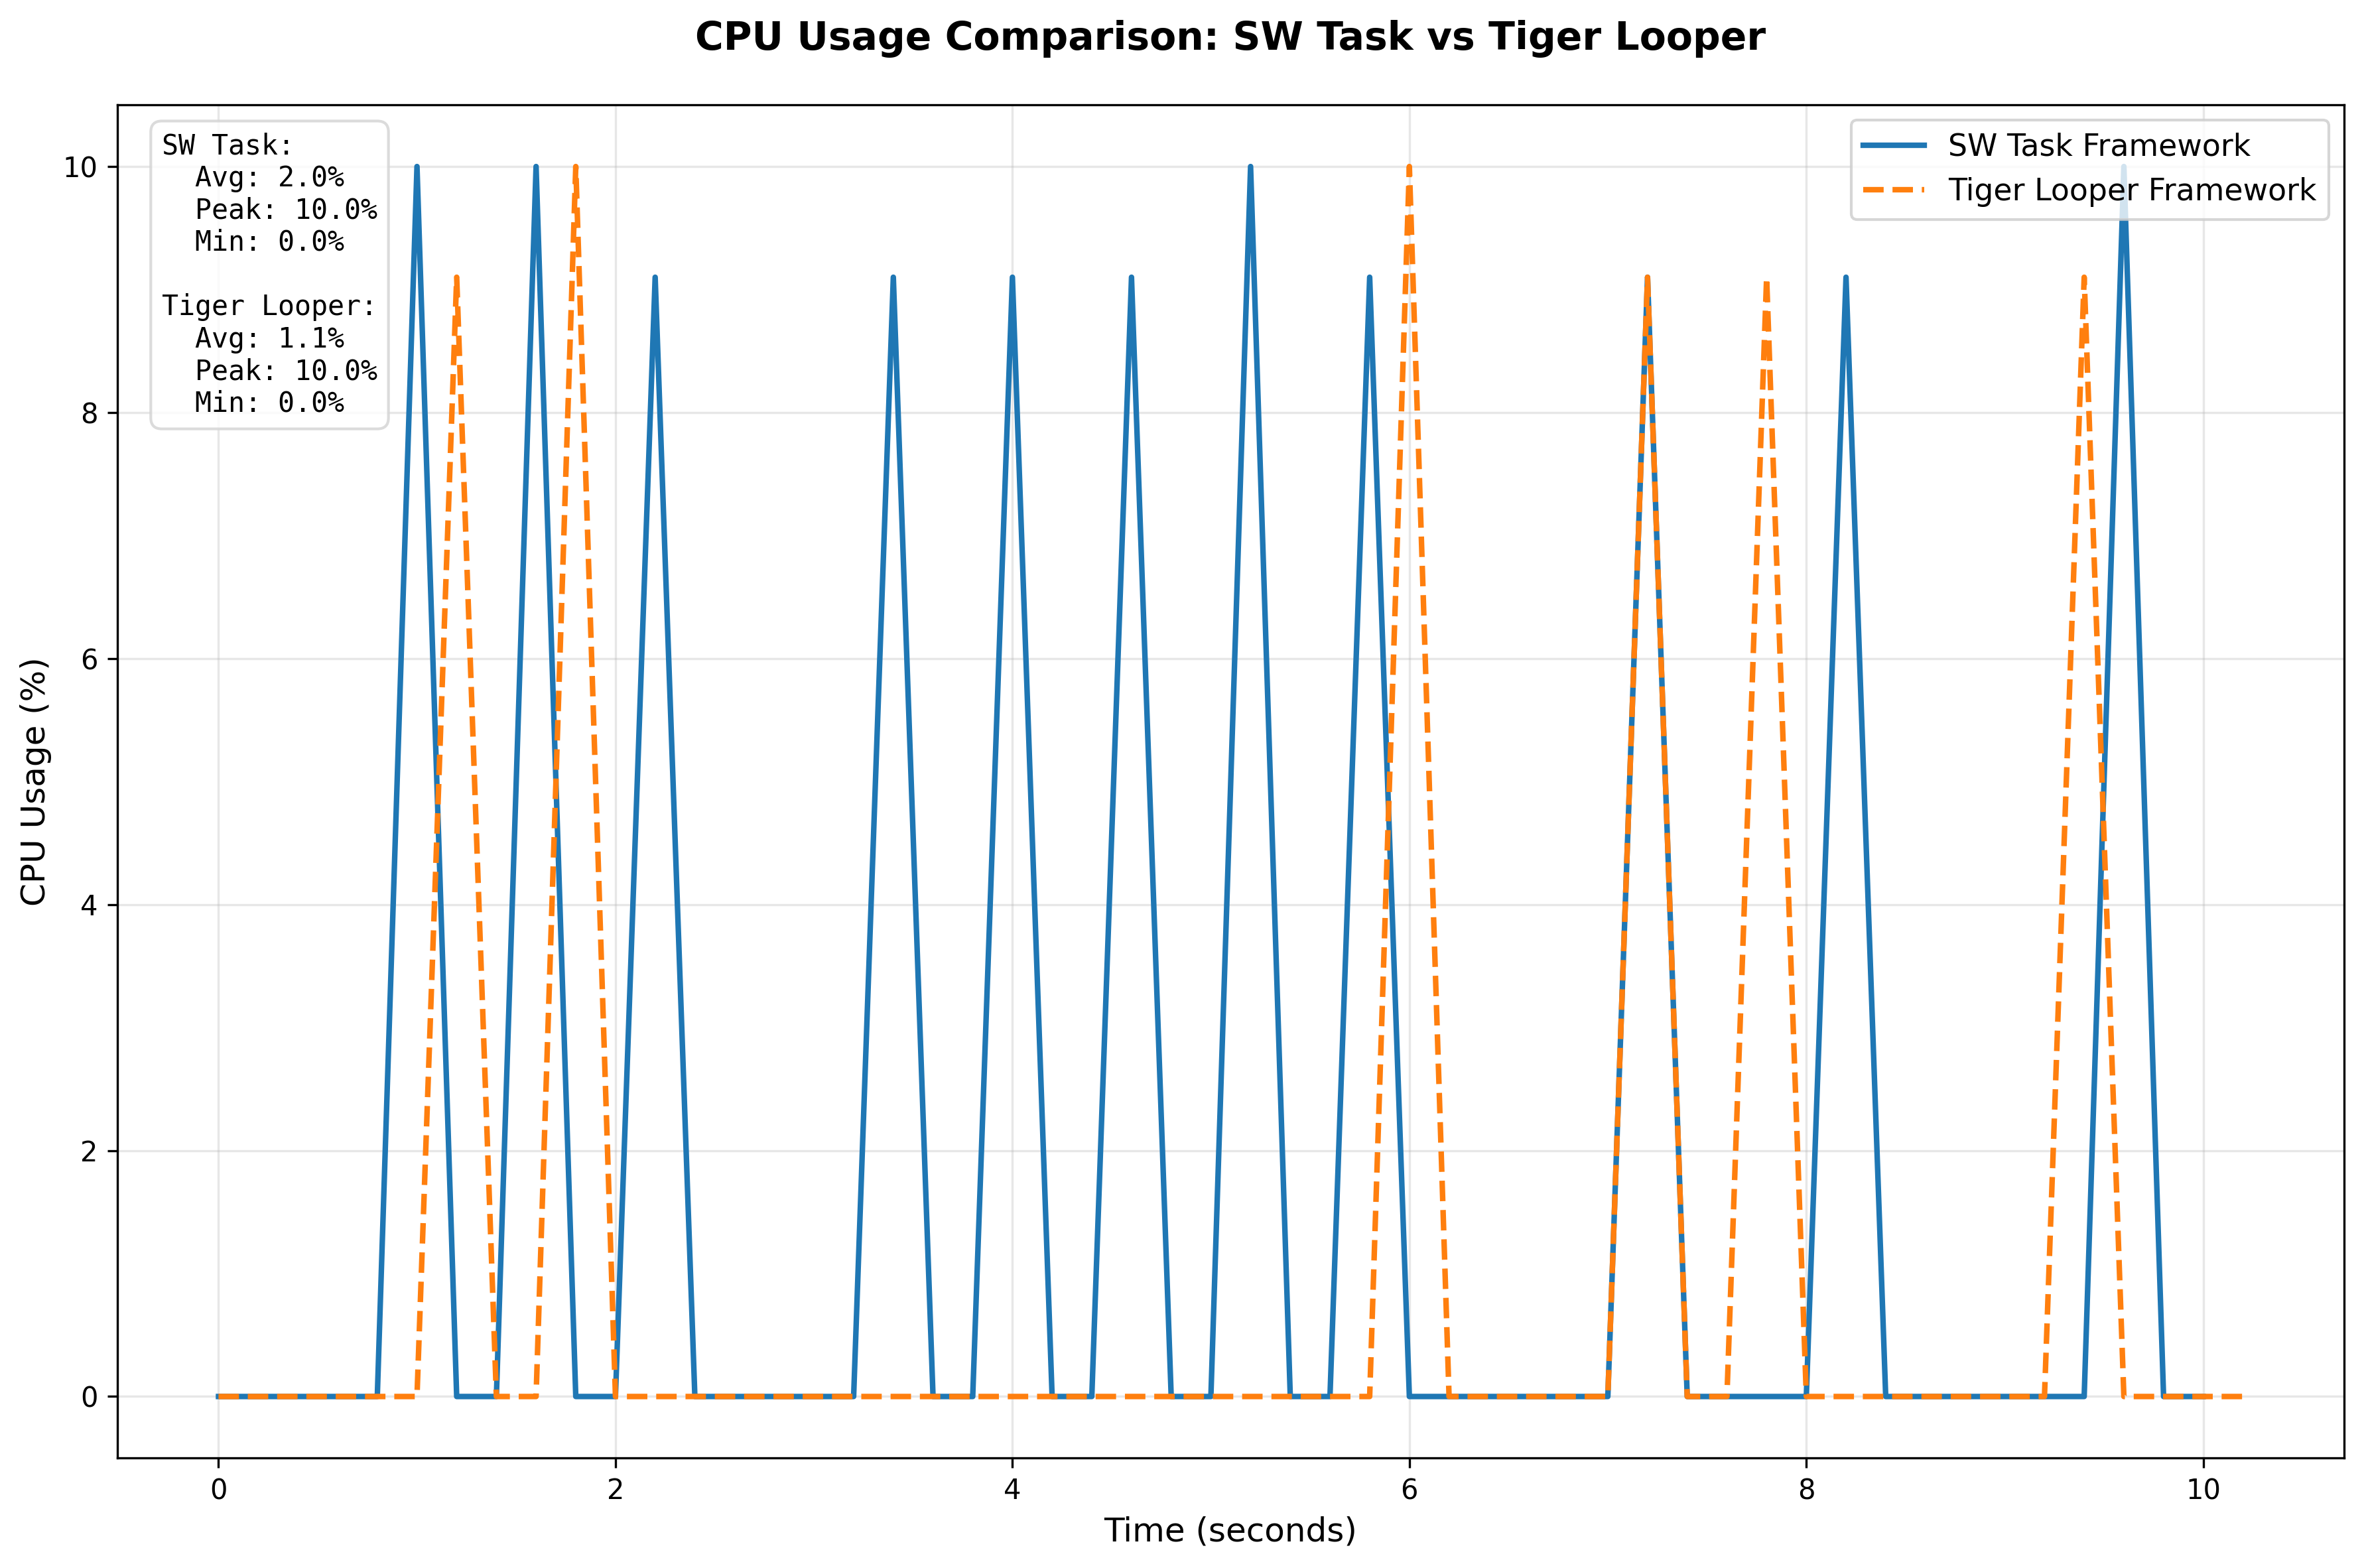 CPU Usage Comparison: SW Task vs Tiger Looper
SW Task:
Avg: 2.0%
Peak: 10.0%
Min: 0.0%
Tiger Looper:
Avg: 1.1%
Peak: 10.0%
Min: 0.0%
SW Task Framework
Tiger Looper Framework
CPU Usage (%)
10
8
6
4
2
0
0 2 4 6 8 10
Time (seconds)